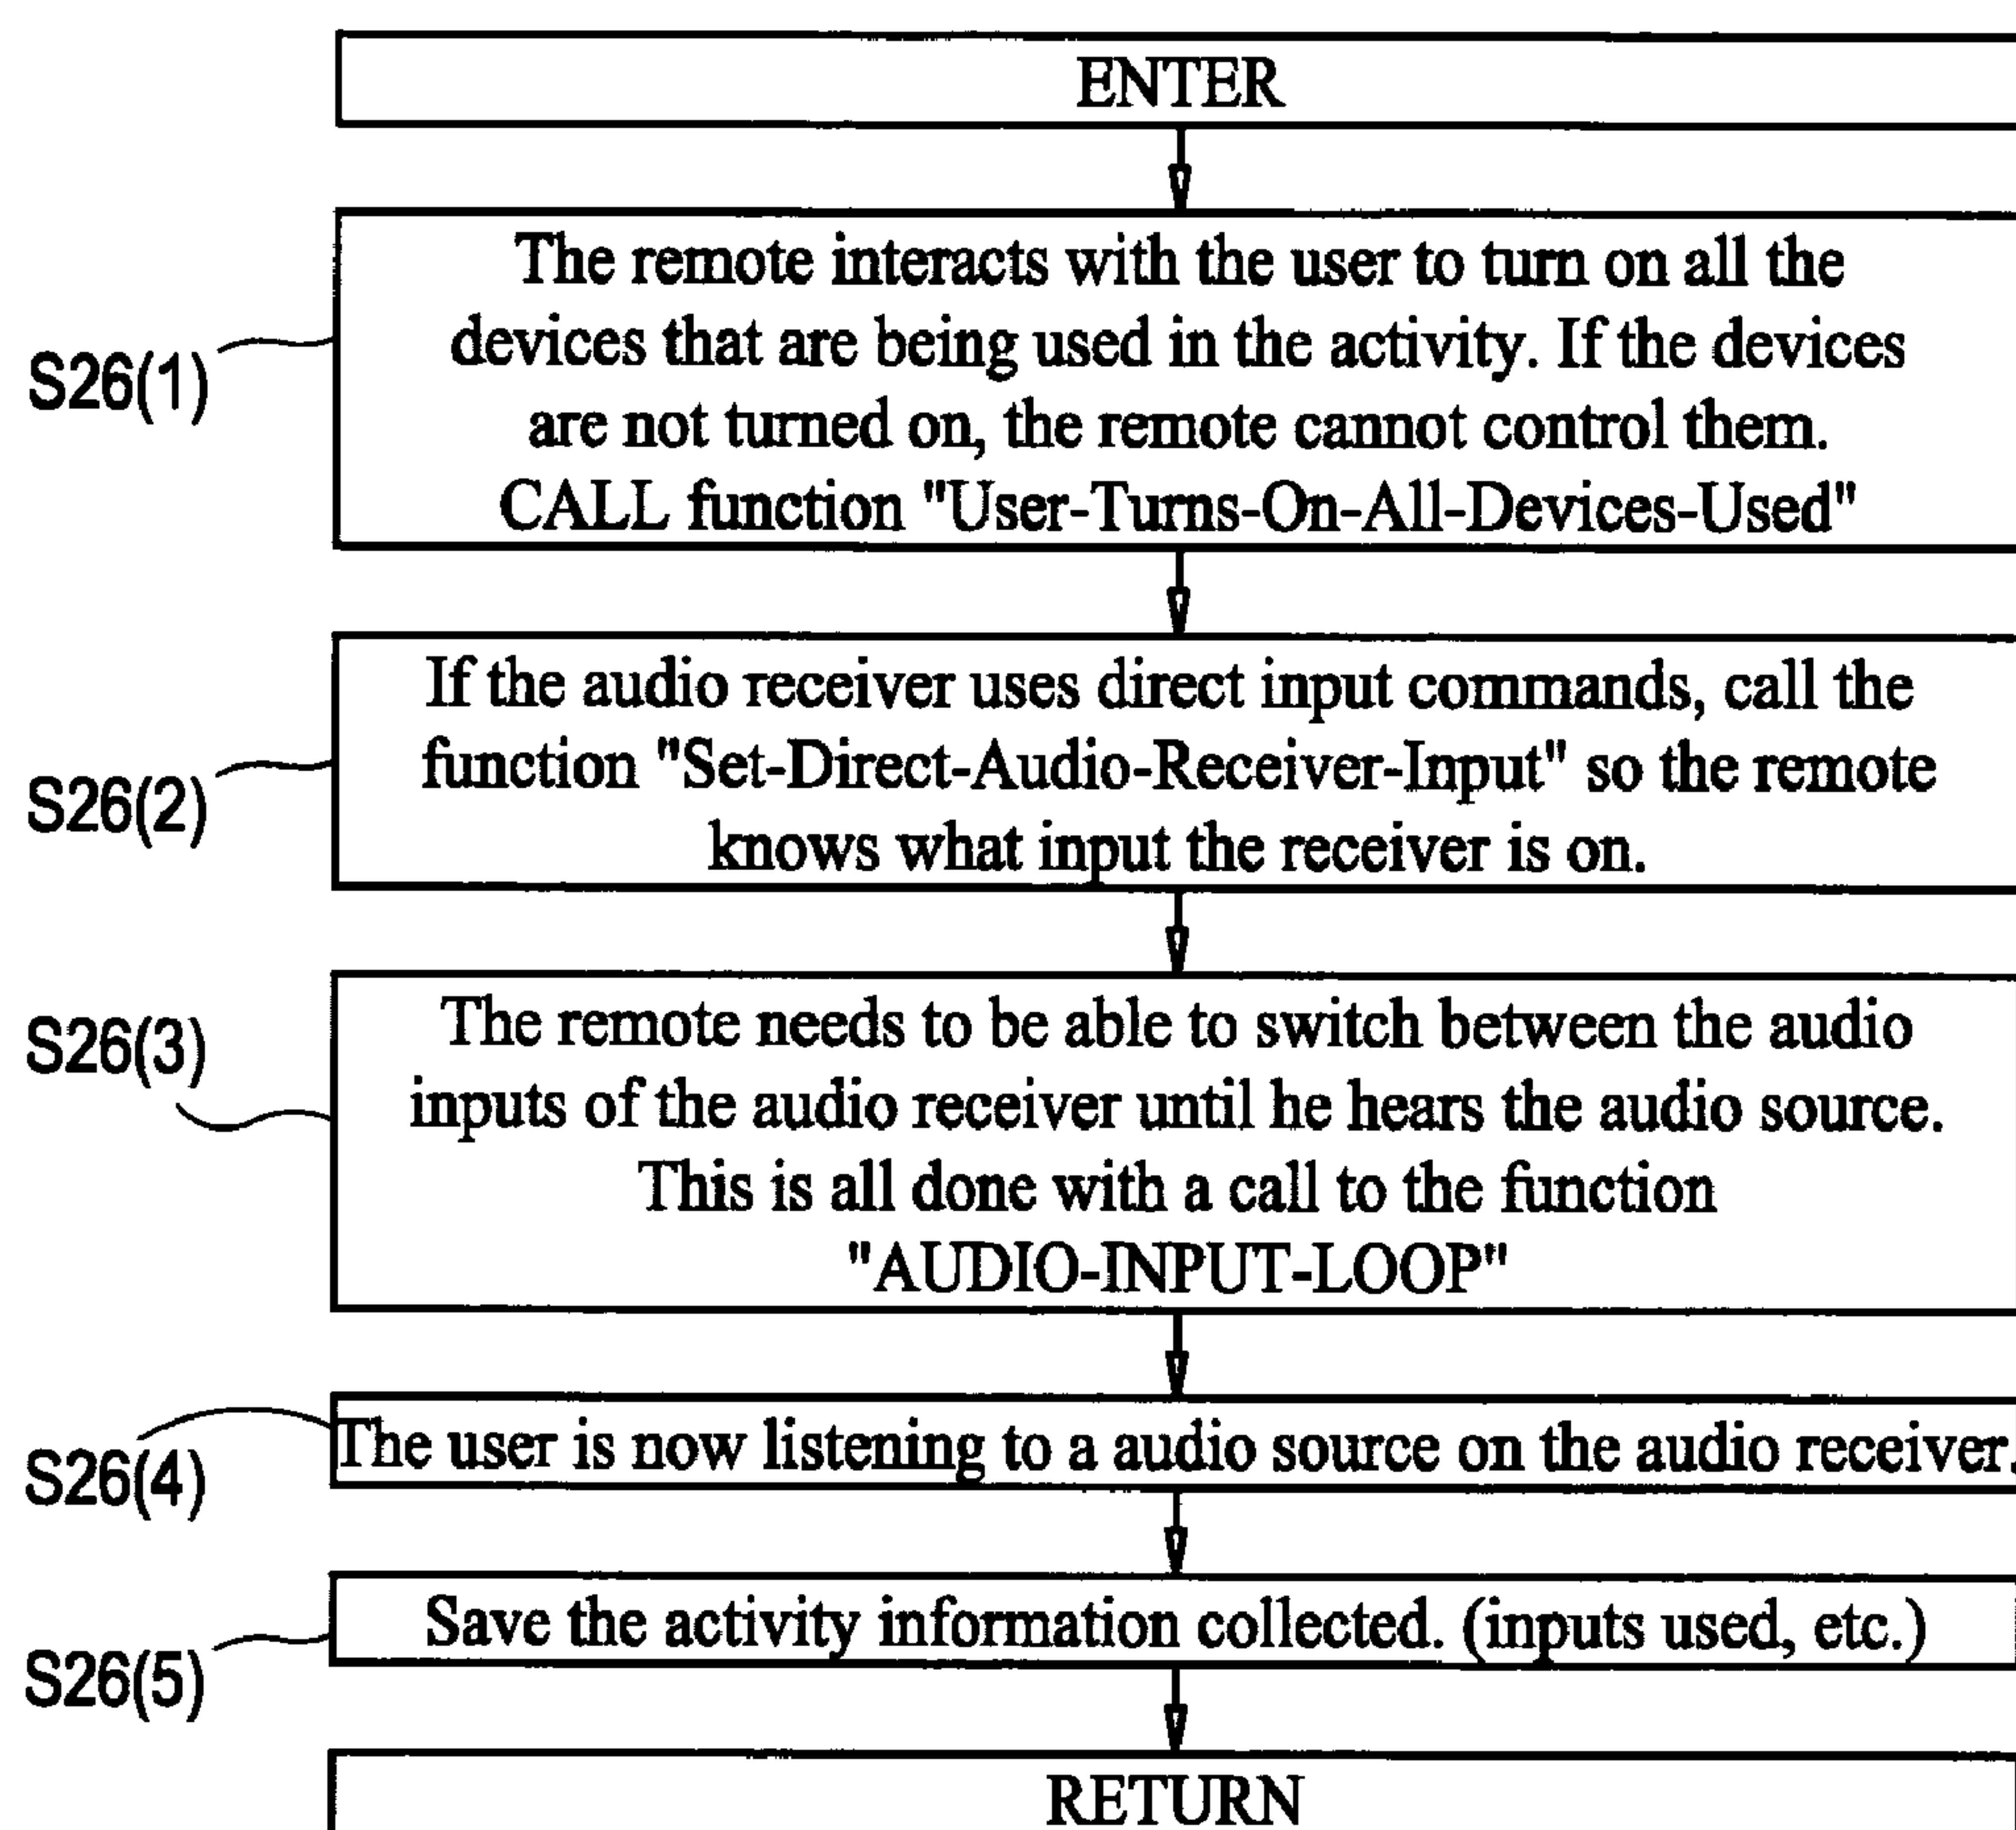 ENTER
S26(1)
The remote interacts with the user to turn on all the
devices that are being used in the activity. If the devices
are not turned on, the remote cannot control them.
CALL function "User-Turns-On-All-Devices-Used"
S26(2)
If the audio receiver uses direct input commands, call the
function "Set-Direct-Audio-Receiver-Input" so the remote
knows what input the receiver is on.
S26(3)
The remote needs to be able to switch between the audio
inputs of the audio receiver until he hears the audio source.
This is all done with a call to the function
"AUDIO-INPUT-LOOP"
S26(4)
The user is now listening to a audio source on the audio receiver.
S26(5)
Save the activity information collected. (inputs used, etc.)
RETURN